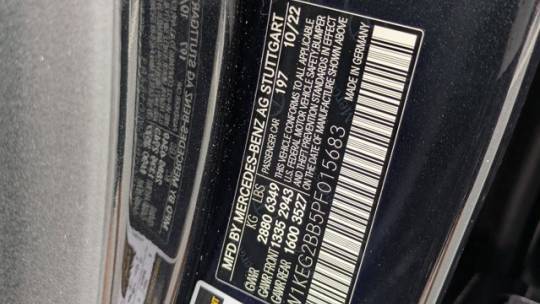 MFD BY MERCEDES-BENZ AG STUTTGART
PASSENGER CAR 197 10/22
KG LBS
GVWR 2880 6349
GAWR FRONT 1335 2943
GAWR REAR 1600 3527
THIS VEHICLE CONFORMS TO ALL APPLICABLE
U.S. FEDERAL MOTOR VEHICLE SAFETY, BUMPER
AND THEFT PREVENTION STANDARDS IN EFFECT
ON THE DATE OF MANUFACTURE SHOWN ABOVE
W1KEG2BB5PF015683
MADE IN GERMANY